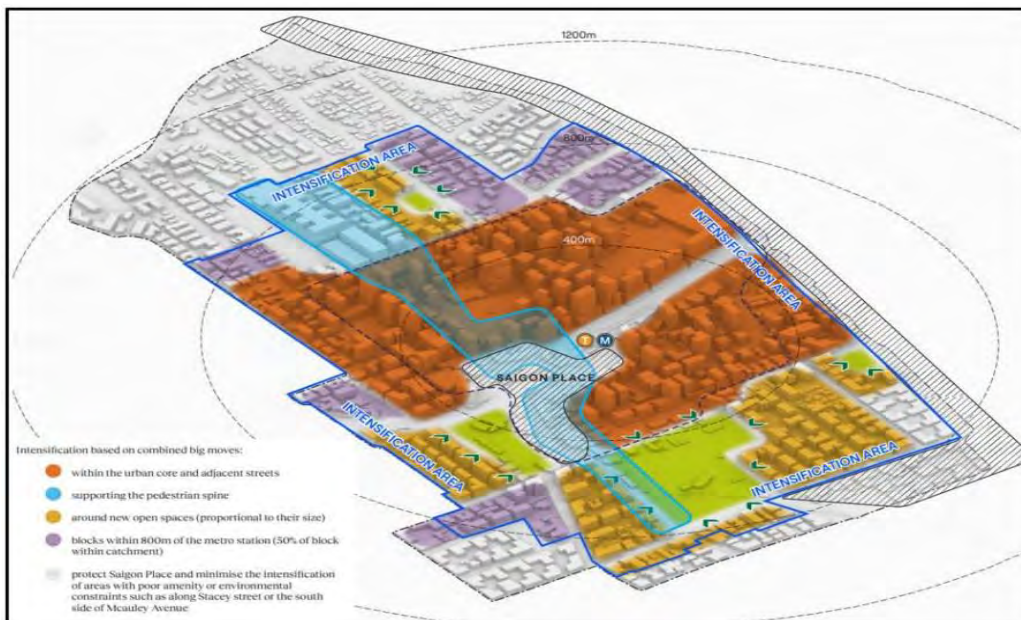 1200m
800m
INTENSIFICATION AREA
400m
INTENSIFICATION AREA
T M
SAIGON PLACE
INTENSIFICATION AREA
INTENSIFICATION AREA
Intensification based on combined big moves:
within the urban core and adjacent streets
supporting the pedestrian spine
around new open spaces (proportional to their size)
blocks within 800m of the metro station (50% of block
within catchment)
protect Saigon Place and minimise the intensification
of areas with poor amenity or environmental
constraints such as along Stacey street or the south
side of Mcauley Avenue